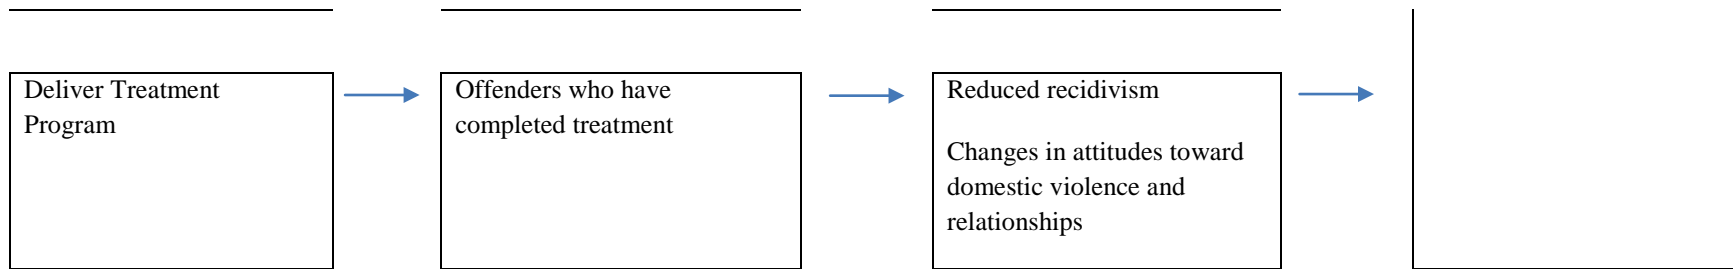 Deliver Treatment
Program
Offenders who have
completed treatment
Reduced recidivism
Changes in attitudes toward
domestic violence and
relationships